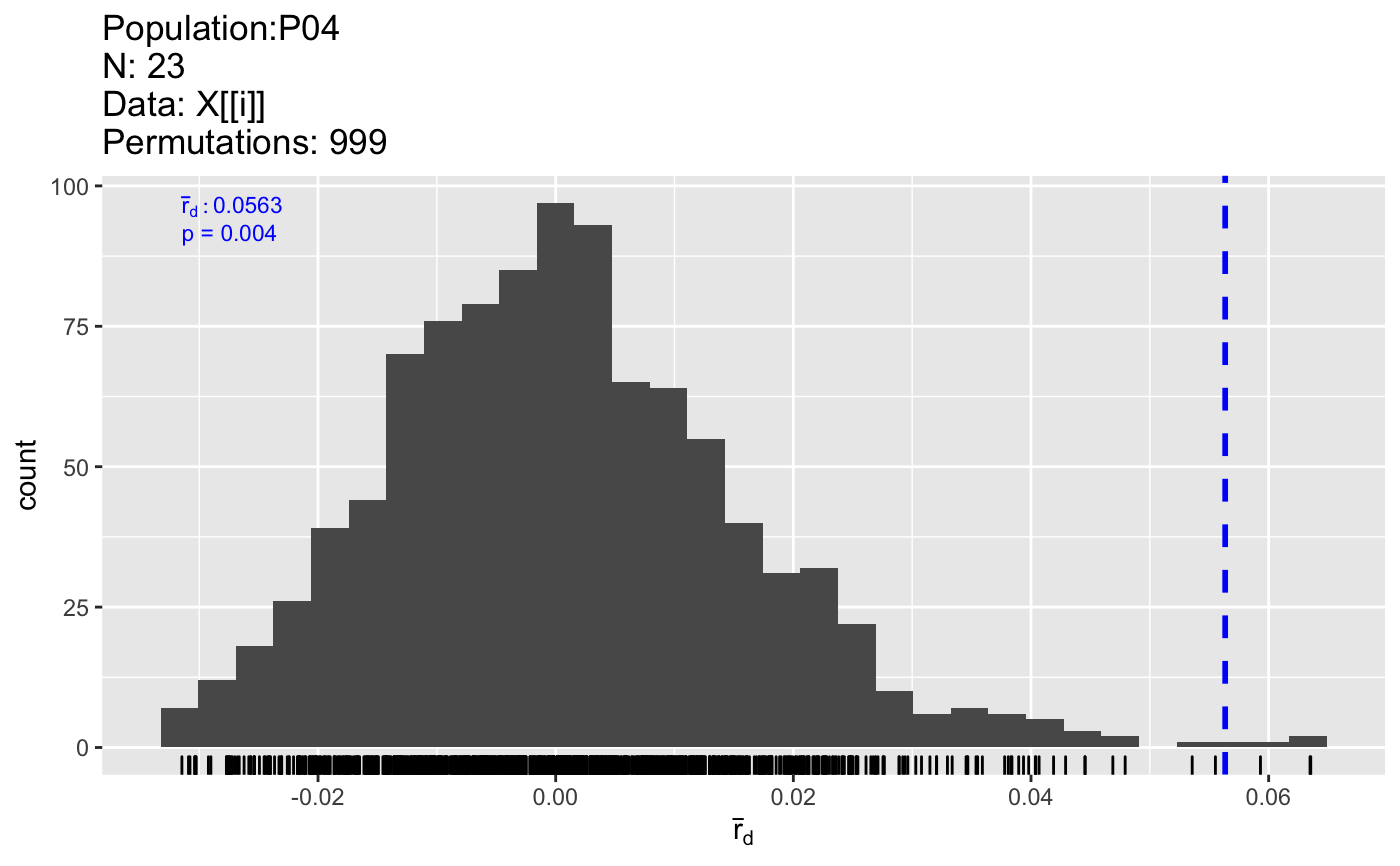 Population:P04
N: 23
Data: X[[i]]
Permutations: 999
r̄d : 0.0563
p = 0.004
100
75
50
25
0
count
-0.02 0.00 0.02 0.04 0.06
r̄d